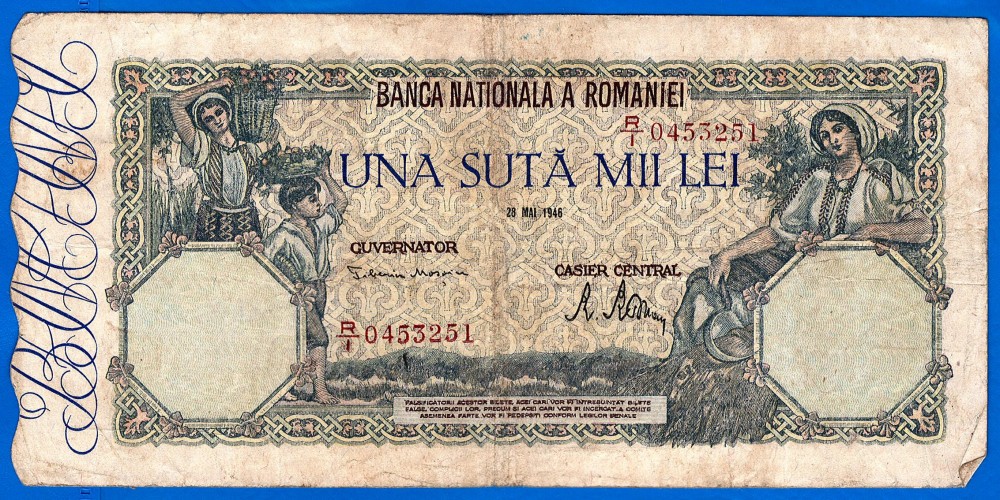 BANCA NATIONALA A ROMANIEI
R/1 0453251
UNA SUTĂ MII LEI
28 MAI 1946
GUVERNATOR
CASIER CENTRAL
R/1 0453251
FALSIFICATORII ACESTOR BILETE, ACEI CARI VOR FI INTREBUINTAT BILETE
FALSE, COMPLICII LOR, PRECUM SI ACEI CARI VOR FI INCERCAT A COMITE
ASEMENEA FAPTE VOR FI PEDEPSITI CONFORM LEGILOR PENALE